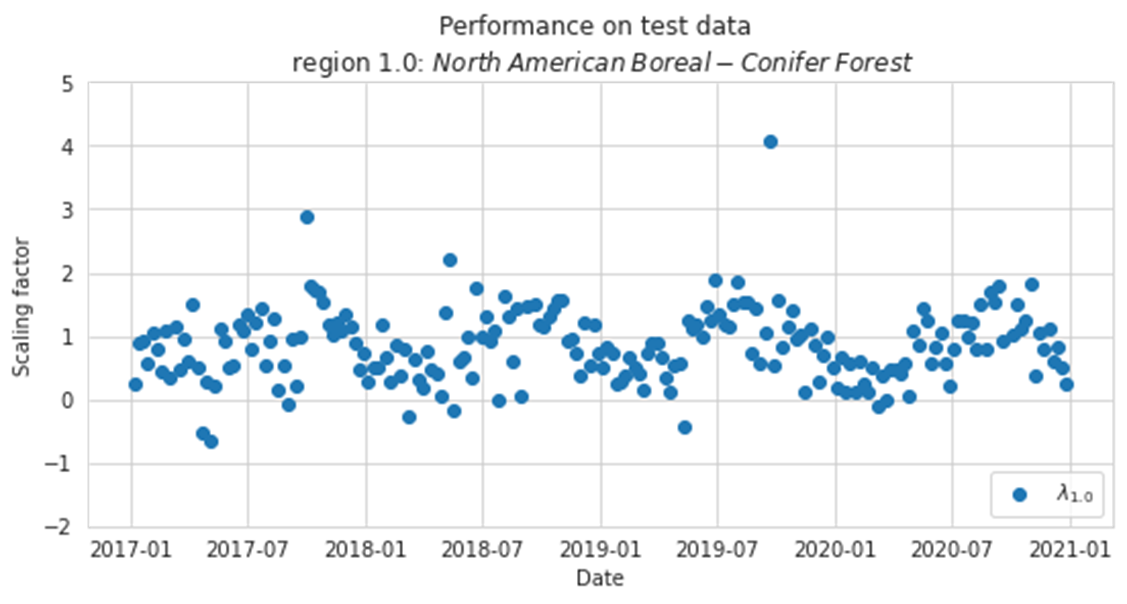 Performance on test data
region 1.0: North American Boreal − Conifer Forest
5
4
3
2
1
0
−1
−2
Scaling factor
λ1.0
2017-01 2017-07 2018-01 2018-07 2019-01 2019-07 2020-01 2020-07 2021-01
Date